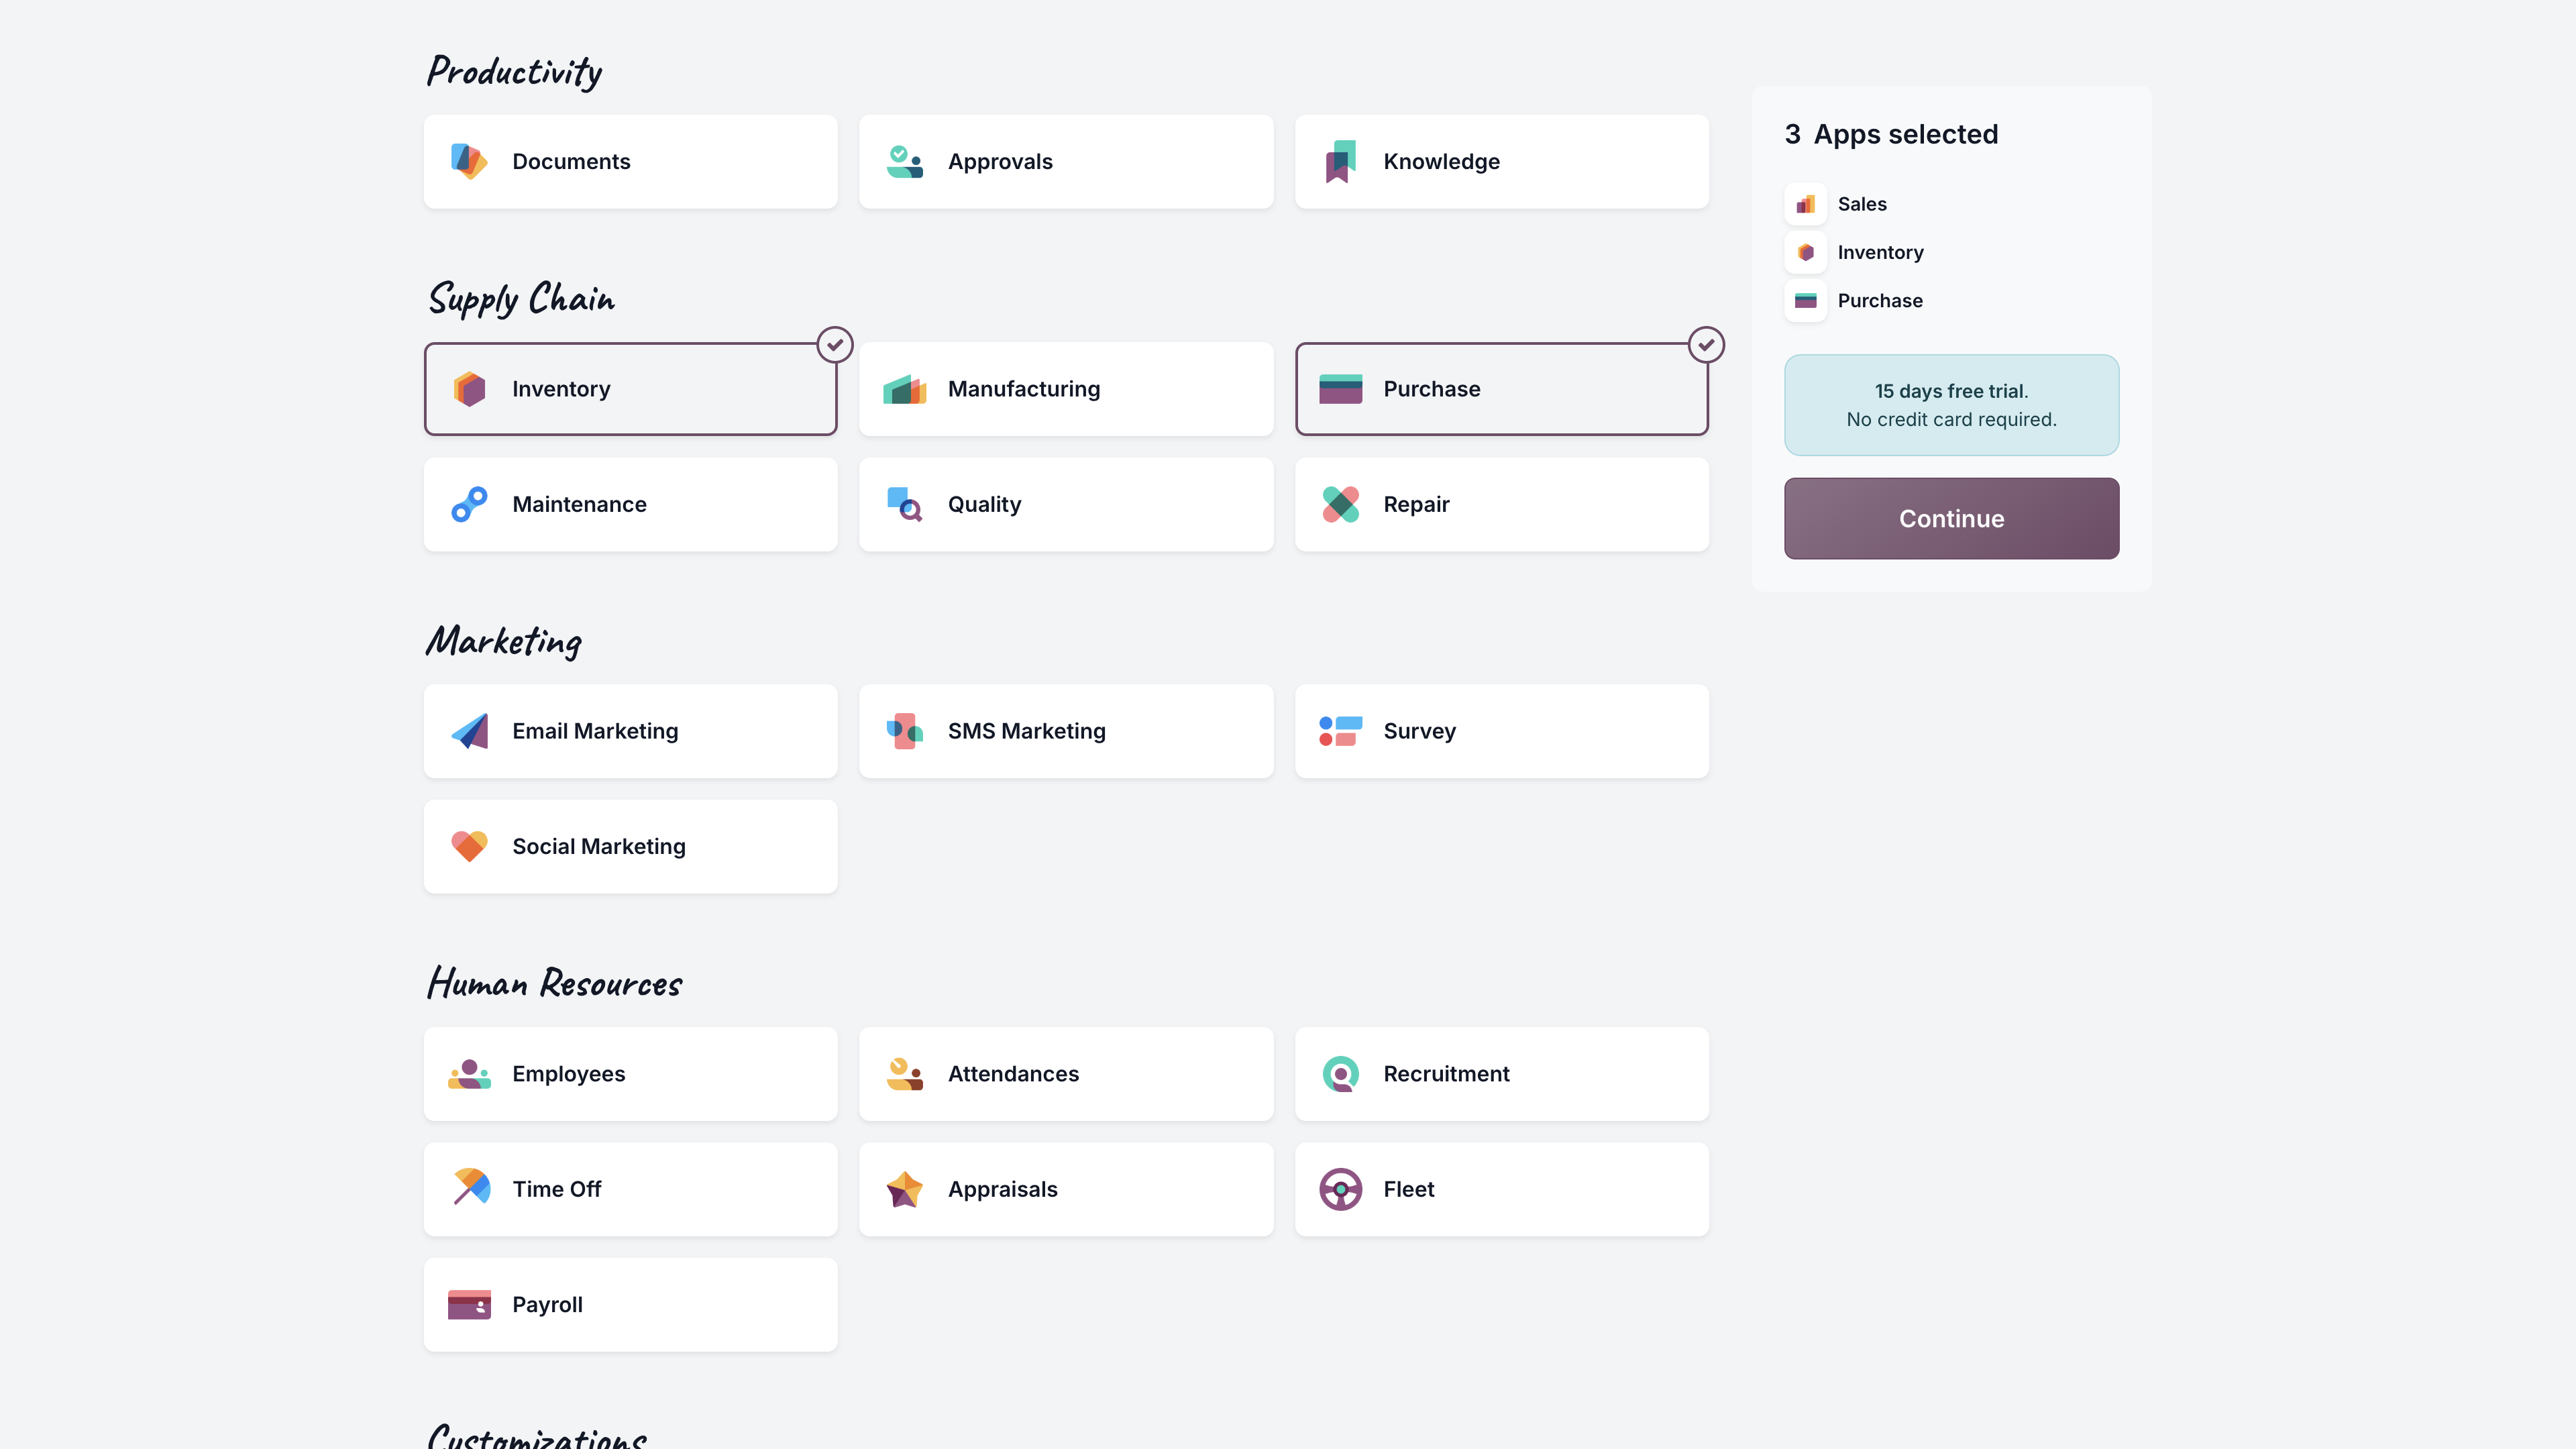 Productivity
Documents
Approvals
Knowledge
Supply Chain
Inventory
Manufacturing
Purchase
Maintenance
Quality
Repair
Marketing
Email Marketing
SMS Marketing
Survey
Social Marketing
Human Resources
Employees
Attendances
Recruitment
Time Off
Appraisals
Fleet
Payroll
Customizations
3 Apps selected
Sales
Inventory
Purchase
15 days free trial.
No credit card required.
Continue